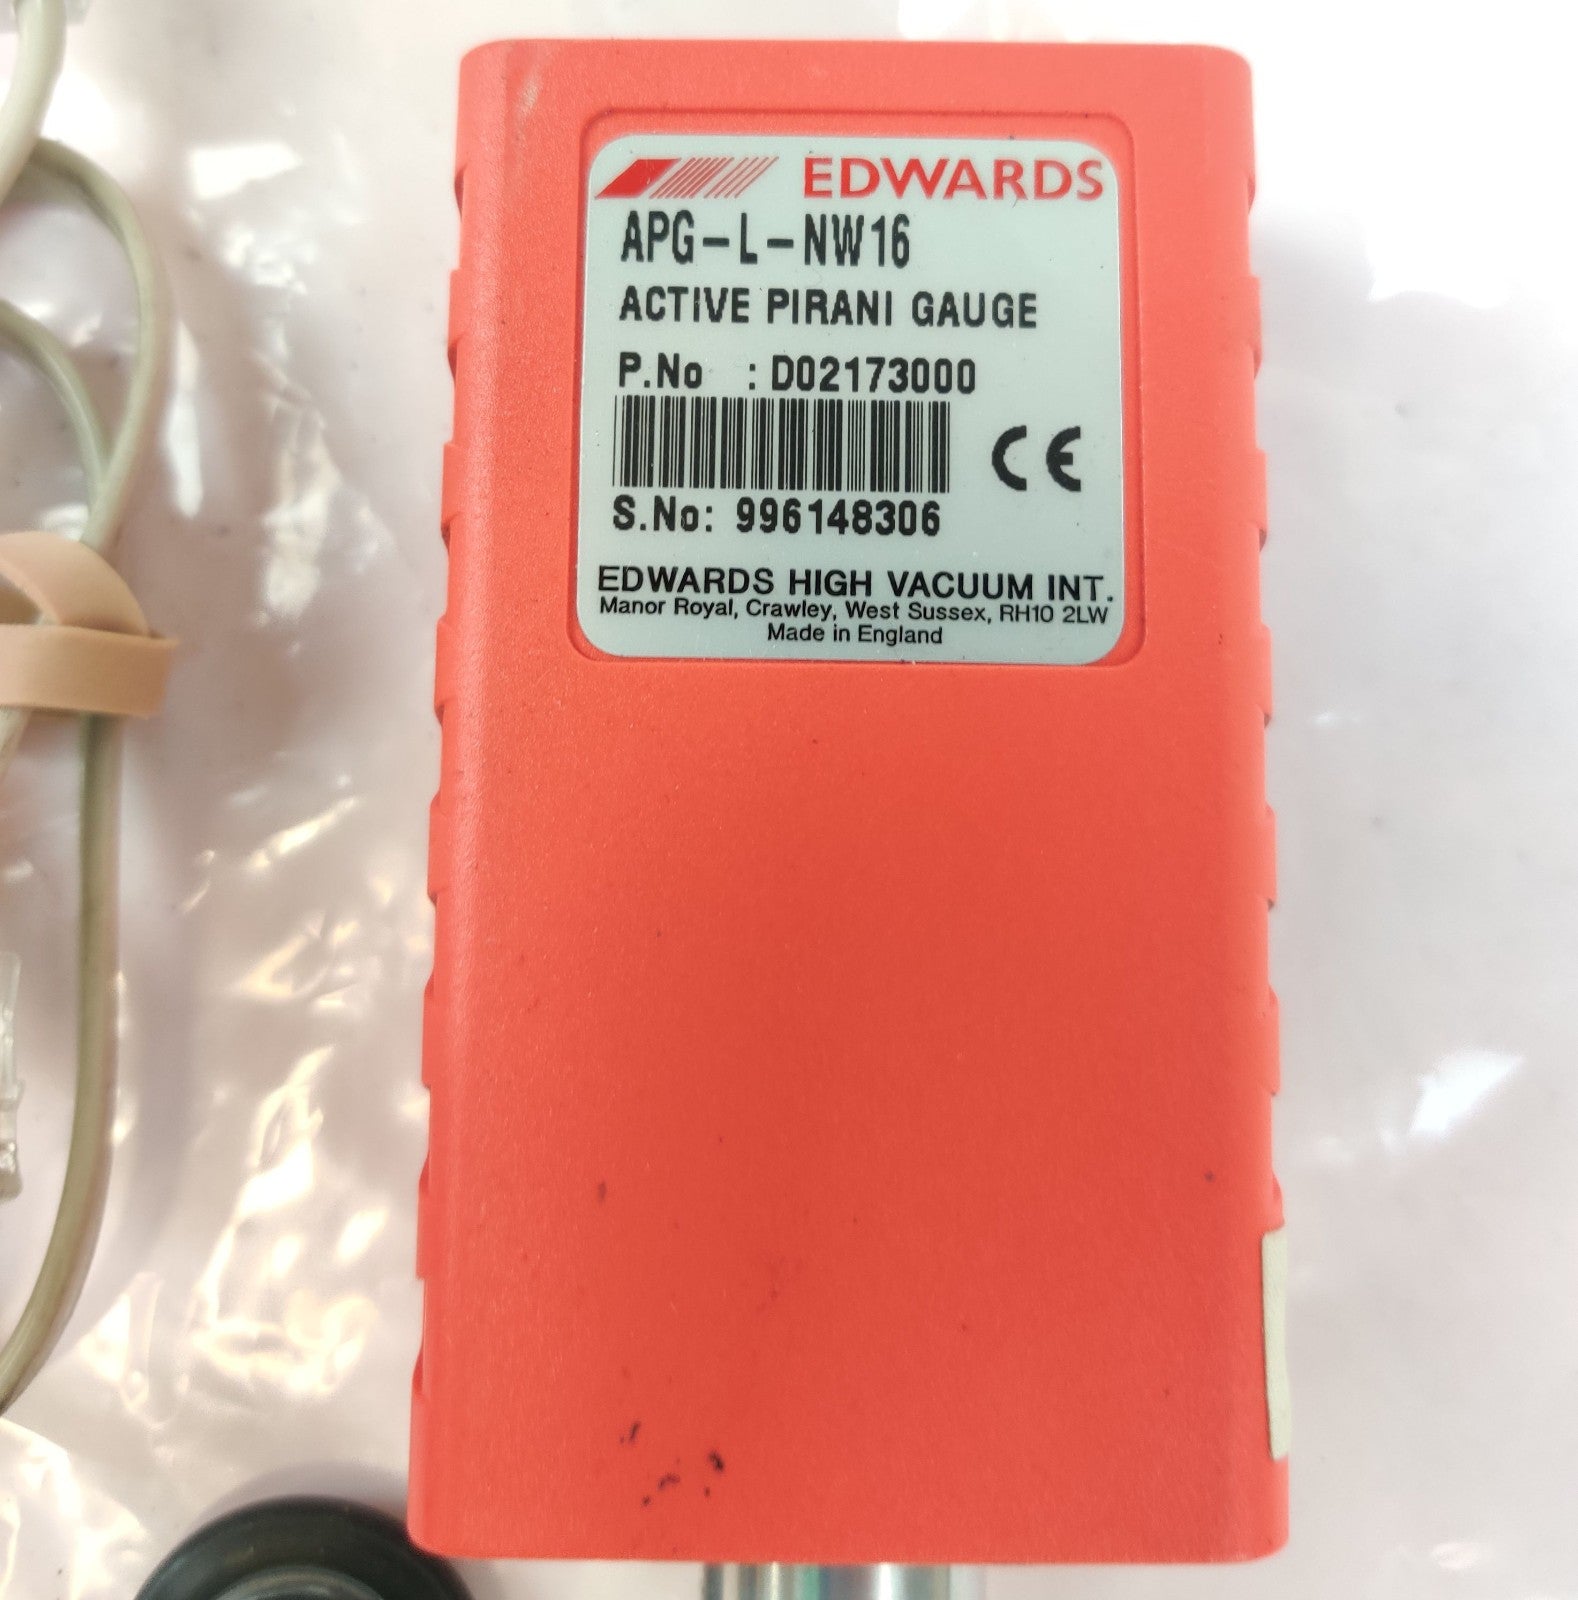 EDWARDS
APG-L-NW16
ACTIVE PIRANI GAUGE
P.No : D02173000
CE
S.No: 996148306
EDWARDS HIGH VACUUM INT.
Manor Royal, Crawley, West Sussex, RH10 2LW
Made in England